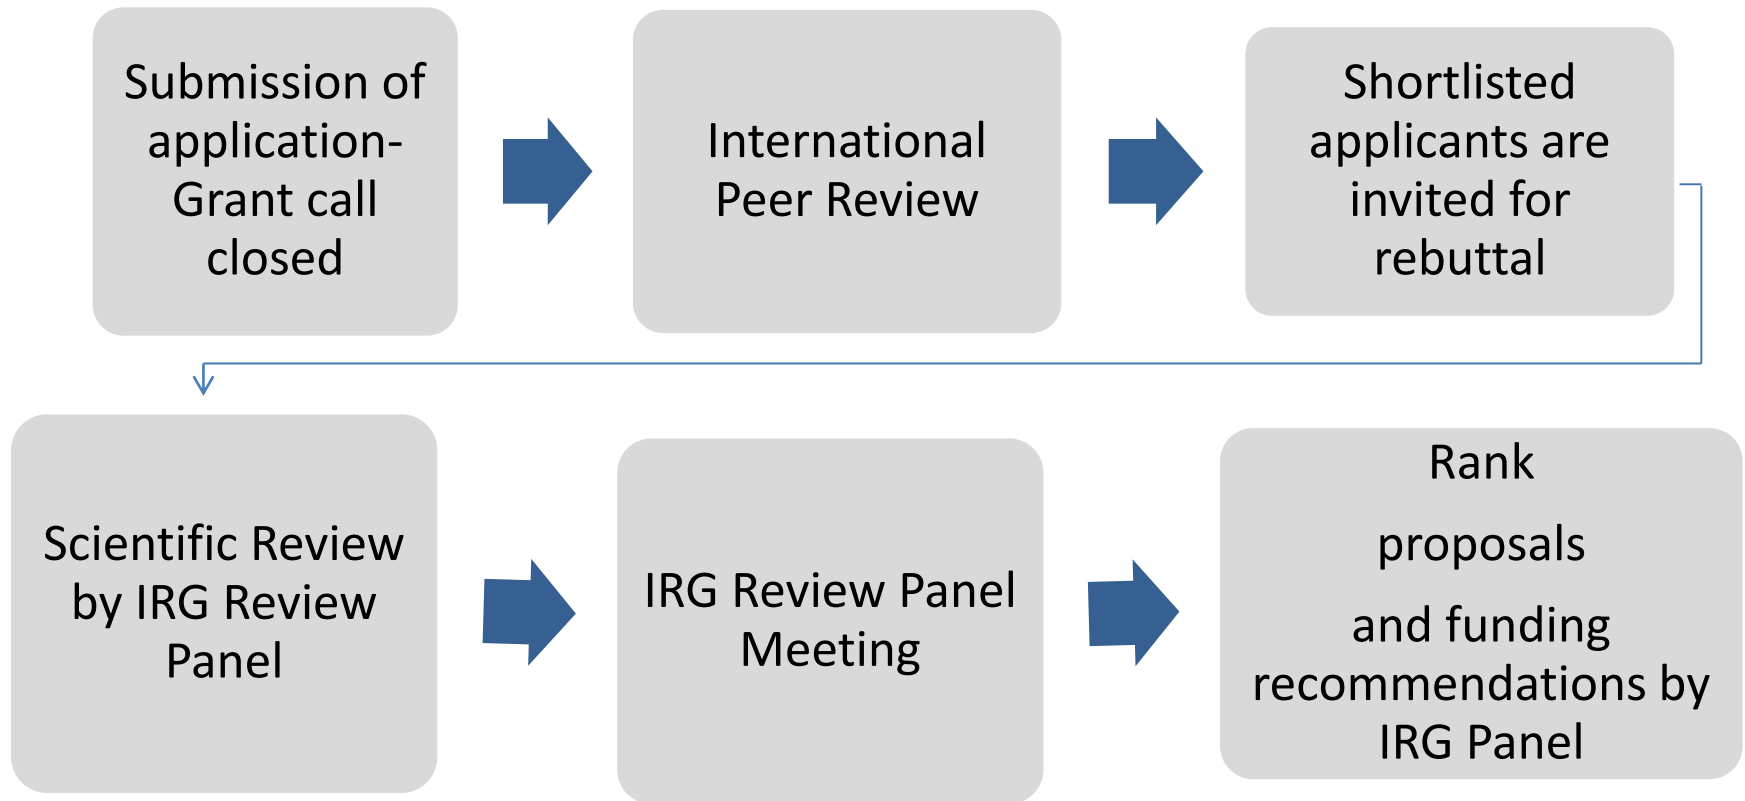 Submission of
application-
Grant call
closed
International
Peer Review
Shortlisted
applicants are
invited for
rebuttal
Scientific Review
by IRG Review
Panel
IRG Review Panel
Meeting
Rank
proposals
and funding
recommendations by
IRG Panel